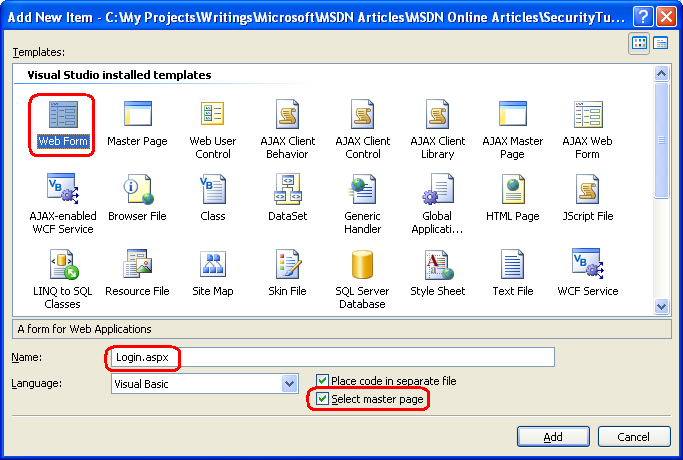 Add New Item - C:\My Projects\Writings\Microsoft\MSDN Articles\MSDN Online Articles\SecurityTu...
Templates:
Visual Studio installed templates
Web Form
Master Page
Web User
Control
AJAX Client
Behavior
AJAX Client
Control
AJAX Client
Library
AJAX Master
Page
AJAX Web
Form
AJAX-enabled
WCF Service
Browser File
Class
DataSet
Generic
Handler
Global
Applicati...
HTML Page
JScript File
LINQ to SQL
Classes
Resource File
Site Map
Skin File
SQL Server
Database
Style Sheet
Text File
WCF Service
A form for Web Applications
Name:
Login.aspx
Language:
Visual Basic
Place code in separate file
Select master page
Add
Cancel